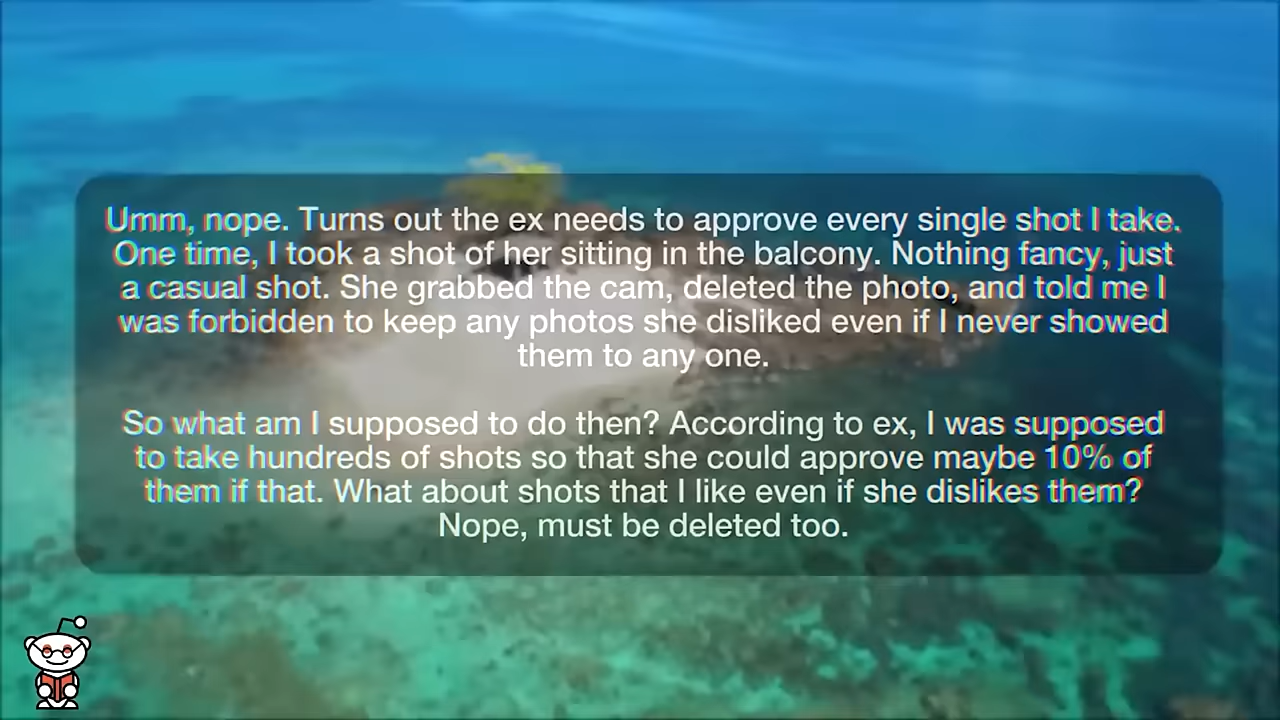 Umm, nope. Turns out the ex needs to approve every single shot I take.
One time, I took a shot of her sitting in the balcony. Nothing fancy, just
a casual shot. She grabbed the cam, deleted the photo, and told me I
was forbidden to keep any photos she disliked even if I never showed
them to any one.
So what am I supposed to do then? According to ex, I was supposed
to take hundreds of shots so that she could approve maybe 10% of
them if that. What about shots that I like even if she dislikes them?
Nope, must be deleted too.